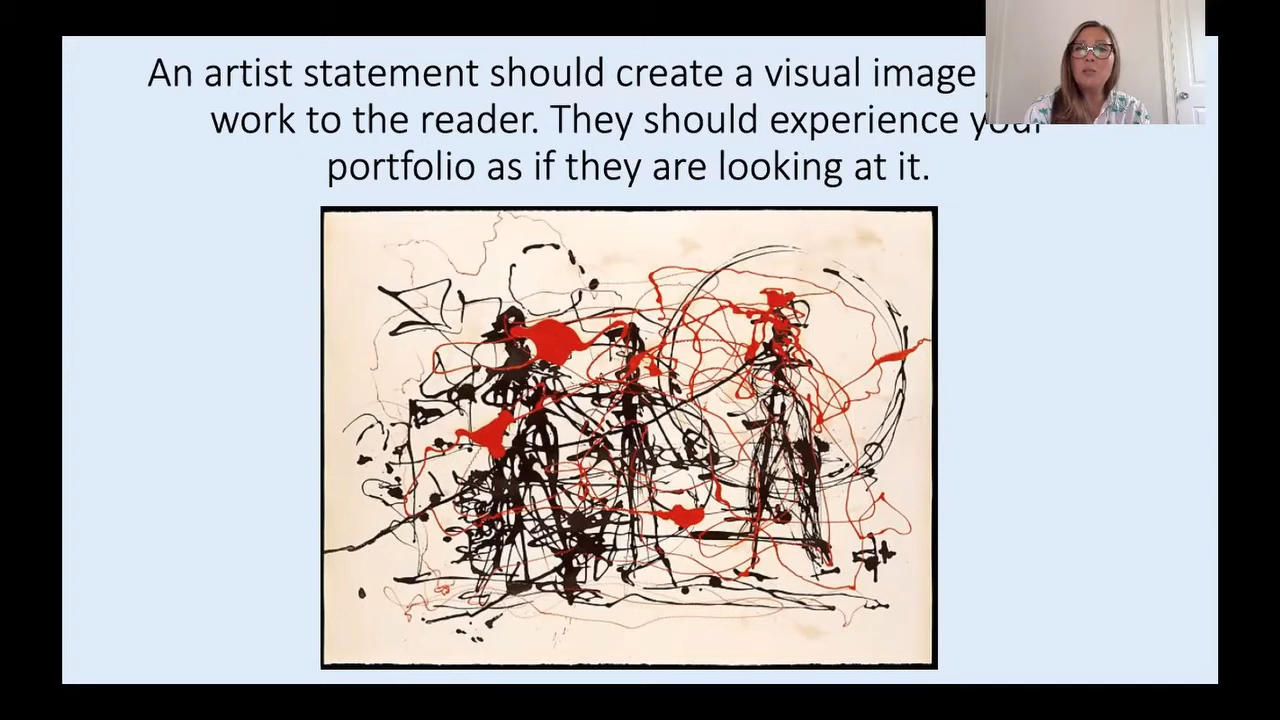 An artist statement should create a visual image
work to the reader. They should experience your
portfolio as if they are looking at it.